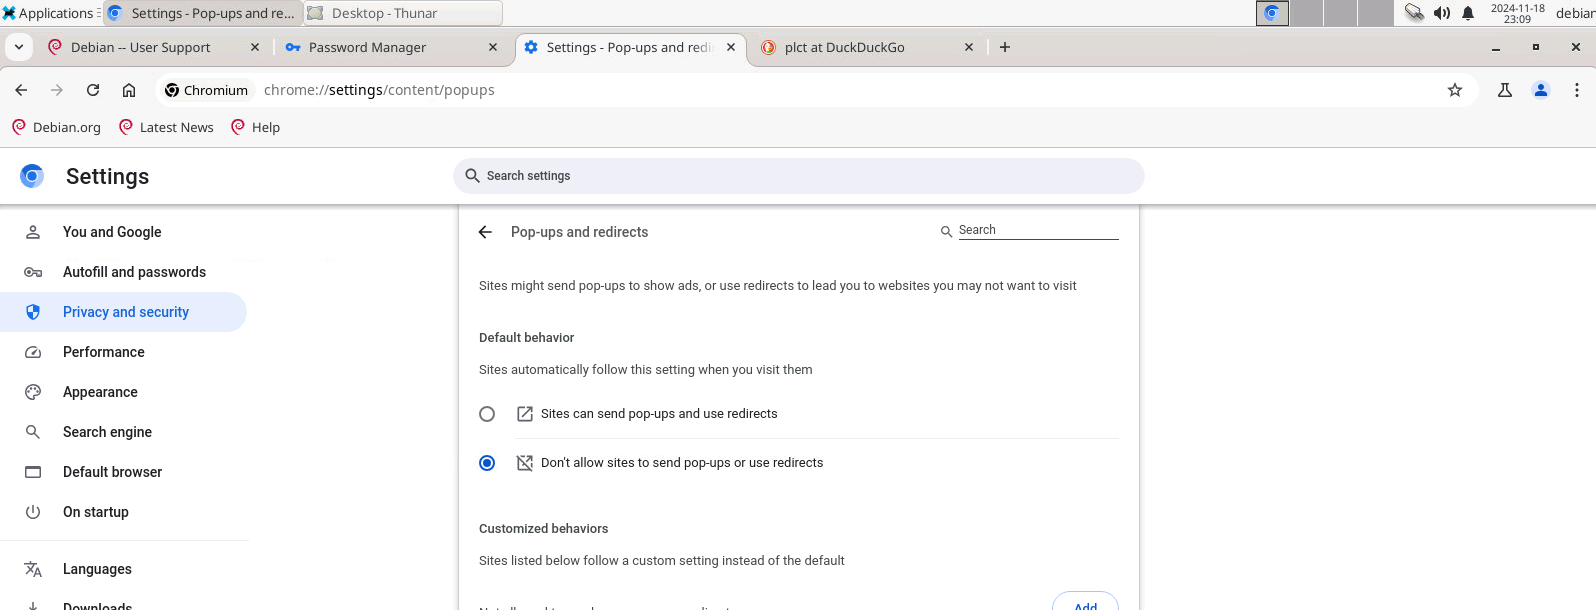 Applications Settings - Pop-ups and re... Desktop - Thunar 2024-11-18 debian
23:09
Debian -- User Support Password Manager Settings - Pop-ups and redi plct at DuckDuckGo
Chromium chrome://settings/content/popups
Debian.org Latest News Help
Settings Search settings
You and Google
Autofill and passwords
Privacy and security
Performance
Appearance
Search engine
Default browser
On startup
Languages
Downloads
Pop-ups and redirects Search
Sites might send pop-ups to show ads, or use redirects to lead you to websites you may not want to visit
Default behavior
Sites automatically follow this setting when you visit them
Sites can send pop-ups and use redirects
Don't allow sites to send pop-ups or use redirects
Customized behaviors
Sites listed below follow a custom setting instead of the default
Add